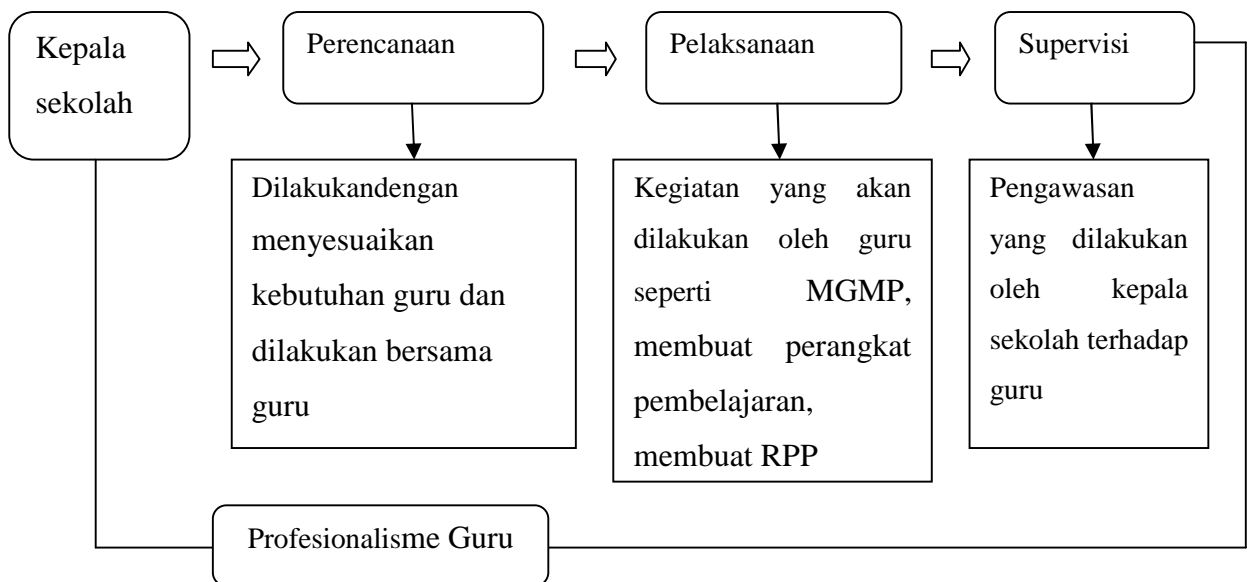 Kepala
sekolah
Perencanaan
Pelaksanaan
Supervisi
Dilakukandengan
menyesuaikan
kebutuhan guru dan
dilakukan bersama
guru
Kegiatan yang akan
dilakukan oleh guru
seperti MGMP,
membuat perangkat
pembelajaran,
membuat RPP
Pengawasan
yang dilakukan
oleh kepala
sekolah terhadap
guru
Profesionalisme Guru